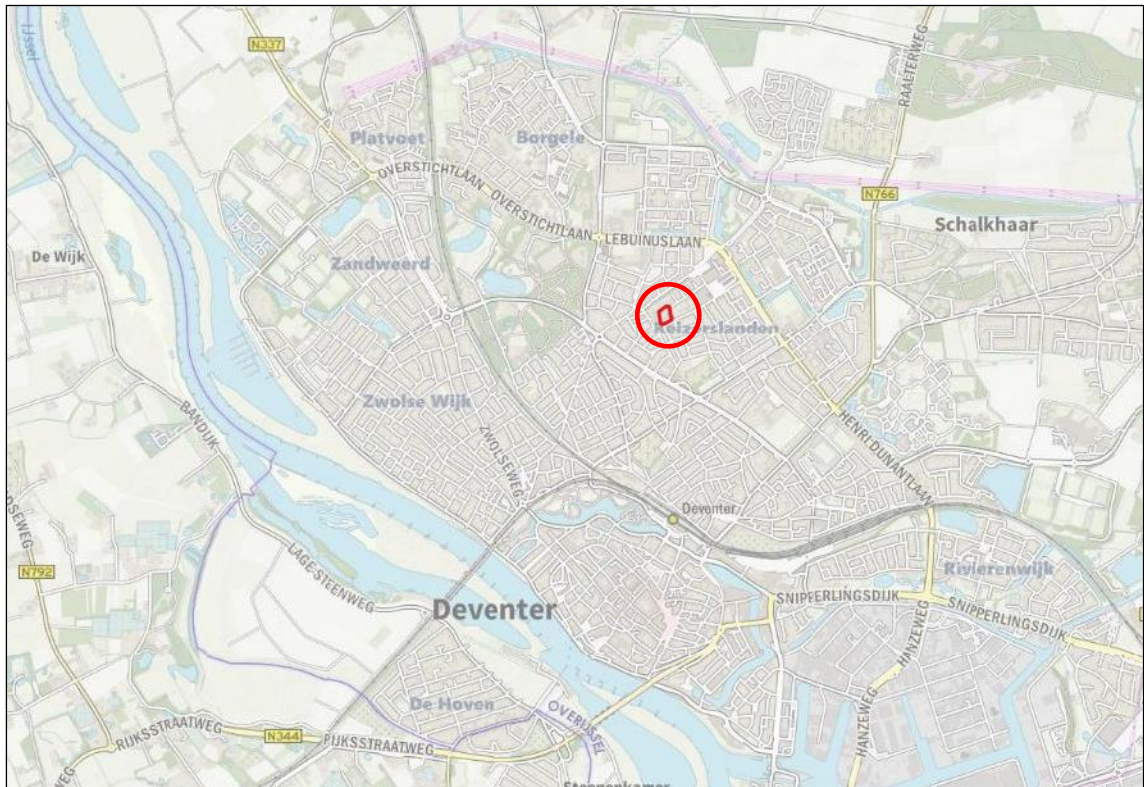 IJssel
N337
RAALTERWEG
Platvoet
Borgele
OVERSTICHTLAAN
OVERSTICHTLAAN
LEBUINUSLAAN
N766
Schalkhaar
De Wijk
Zandweerd
Keizerslanden
BANDIJK
Zwolse Wijk
ZWOLSEWEG
HENRI-DUNANTLAAN
Deventer
N792
LAGE-STEENWEG
Rivierenwijk
Deventer
SNIPPERLINGSDIJK
SNIPPERLINGSDIJK
HANZEWEG
De Hoven
OVERIJSSEL
HANZEWEG
RIJKSSTRAATWEG
N344
RIJKSSTRAATWEG